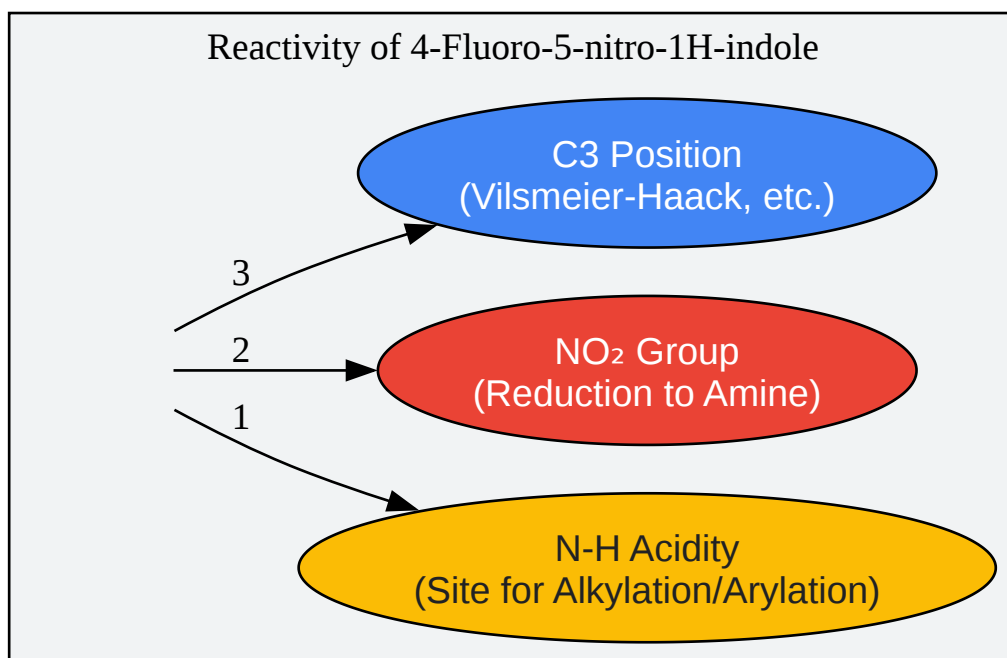 Reactivity of 4-Fluoro-5-nitro-1H-indole
C3 Position
(Vilsmeier-Haack, etc.)
3
NO₂ Group
(Reduction to Amine)
2
1
N-H Acidity
(Site for Alkylation/Arylation)